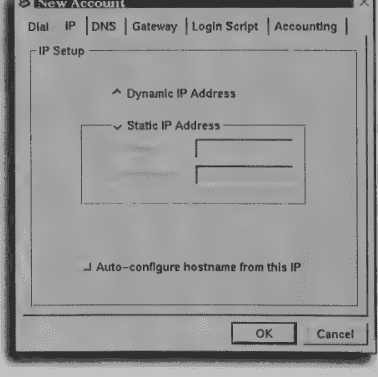 New Account
Dial IP DNS Gateway Login Script Accounting
IP Setup
Dynamic IP Address
Static IP Address
Auto-configure hostname from this IP
OK Cancel